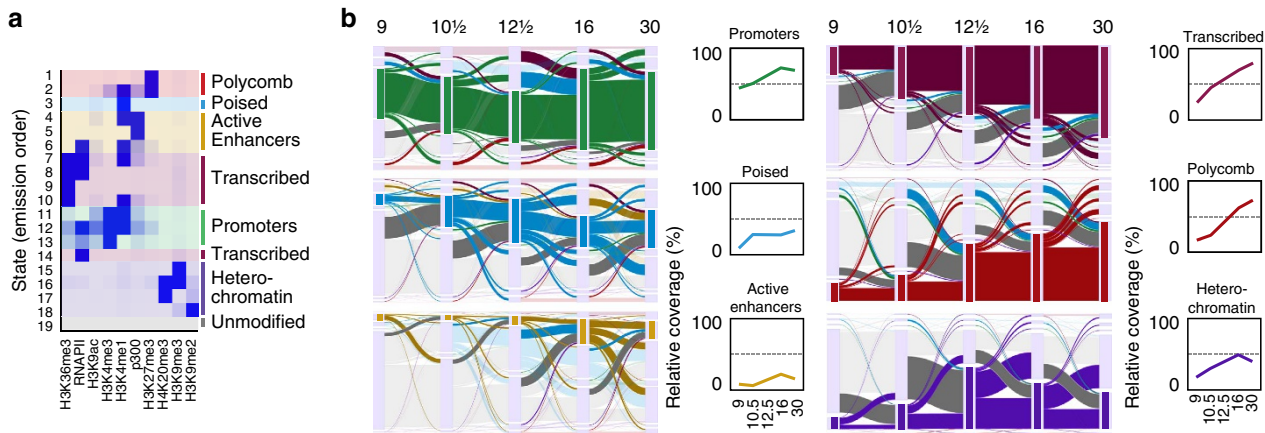 a
State (emission order)
1
2
3
4
5
6
7
8
9
10
11
12
13
14
15
16
17
18
19
Polycomb
Poised
Active
Enhancers
Transcribed
Promoters
Transcribed
Hetero-
chromatin
Unmodified
H3K36me3
RNAPII
H3K9ac
H3K4me3
H3K4me1
p300
H3K27me3
H4K20me3
H3K9me3
H3K9me2
b
9 10½ 12½ 16 30
Relative coverage (%)
Promoters
100
0
Poised
100
0
Active
enhancers
100
0
9
10.5
12.5
16
30
9 10½ 12½ 16 30
Relative coverage (%)
Transcribed
100
0
Polycomb
100
0
Hetero-
chromatin
100
0
9
10.5
12.5
16
30